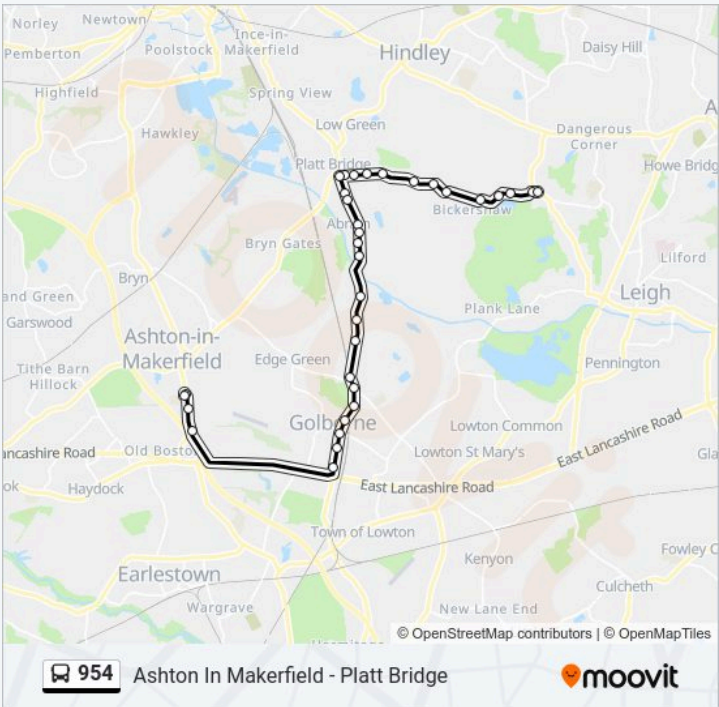 Norley
Newtown
Ince-in-
Makerfield
Pemberton
Poolstock
Hindley
Daisy Hill
Highfield
Spring View
A
Hawkley
Low Green
Dangerous
Corner
Platt Bridge
Howe Bridg
Bickershaw
Abram
Bryn Gates
Lilford
Bryn
and Green
Leigh
Garswood
Plank Lane
Ashton-in-
Makerfield
Edge Green
Pennington
Tithe Barn
Hillock
Golborne
Lowton Common
ancashire Road
Old Bosto
Lowton St Mary's
East Lancashire Road
Gla
ok
Haydock
East Lancashire Road
Town of Lowton
Kenyon
Fowley C
Earlestown
Culcheth
Wargrave
New Lane End
© OpenStreetMap contributors | © OpenMapTiles
954 Ashton In Makerfield - Platt Bridge
moovit